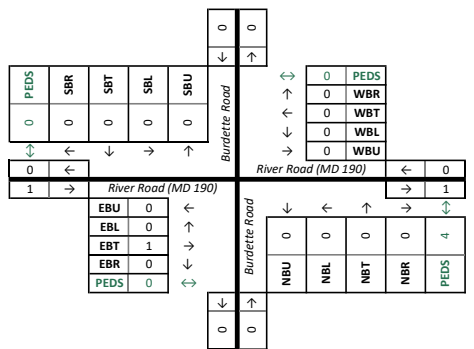 0 0
↓ ↑
Burdette Road
PEDS SBR SBT SBL SBU
0 0 0 0 0
↕ ← ↓ → ↑
↔ 0 PEDS
↑ 0 WBR
← 0 WBT
↓ 0 WBL
→ 0 WBU
0 ←
River Road (MD 190)
← 0
1 →
River Road (MD 190)
→ 1
EBU 0 ←
EBL 0 ↑
EBT 1 →
EBR 0 ↓
PEDS 0 ↔
Burdette Road
↓ ← ↑ → ↕
0 0 0 0 4
NBU NBL NBT NBR PEDS
↓ ↑
0 0